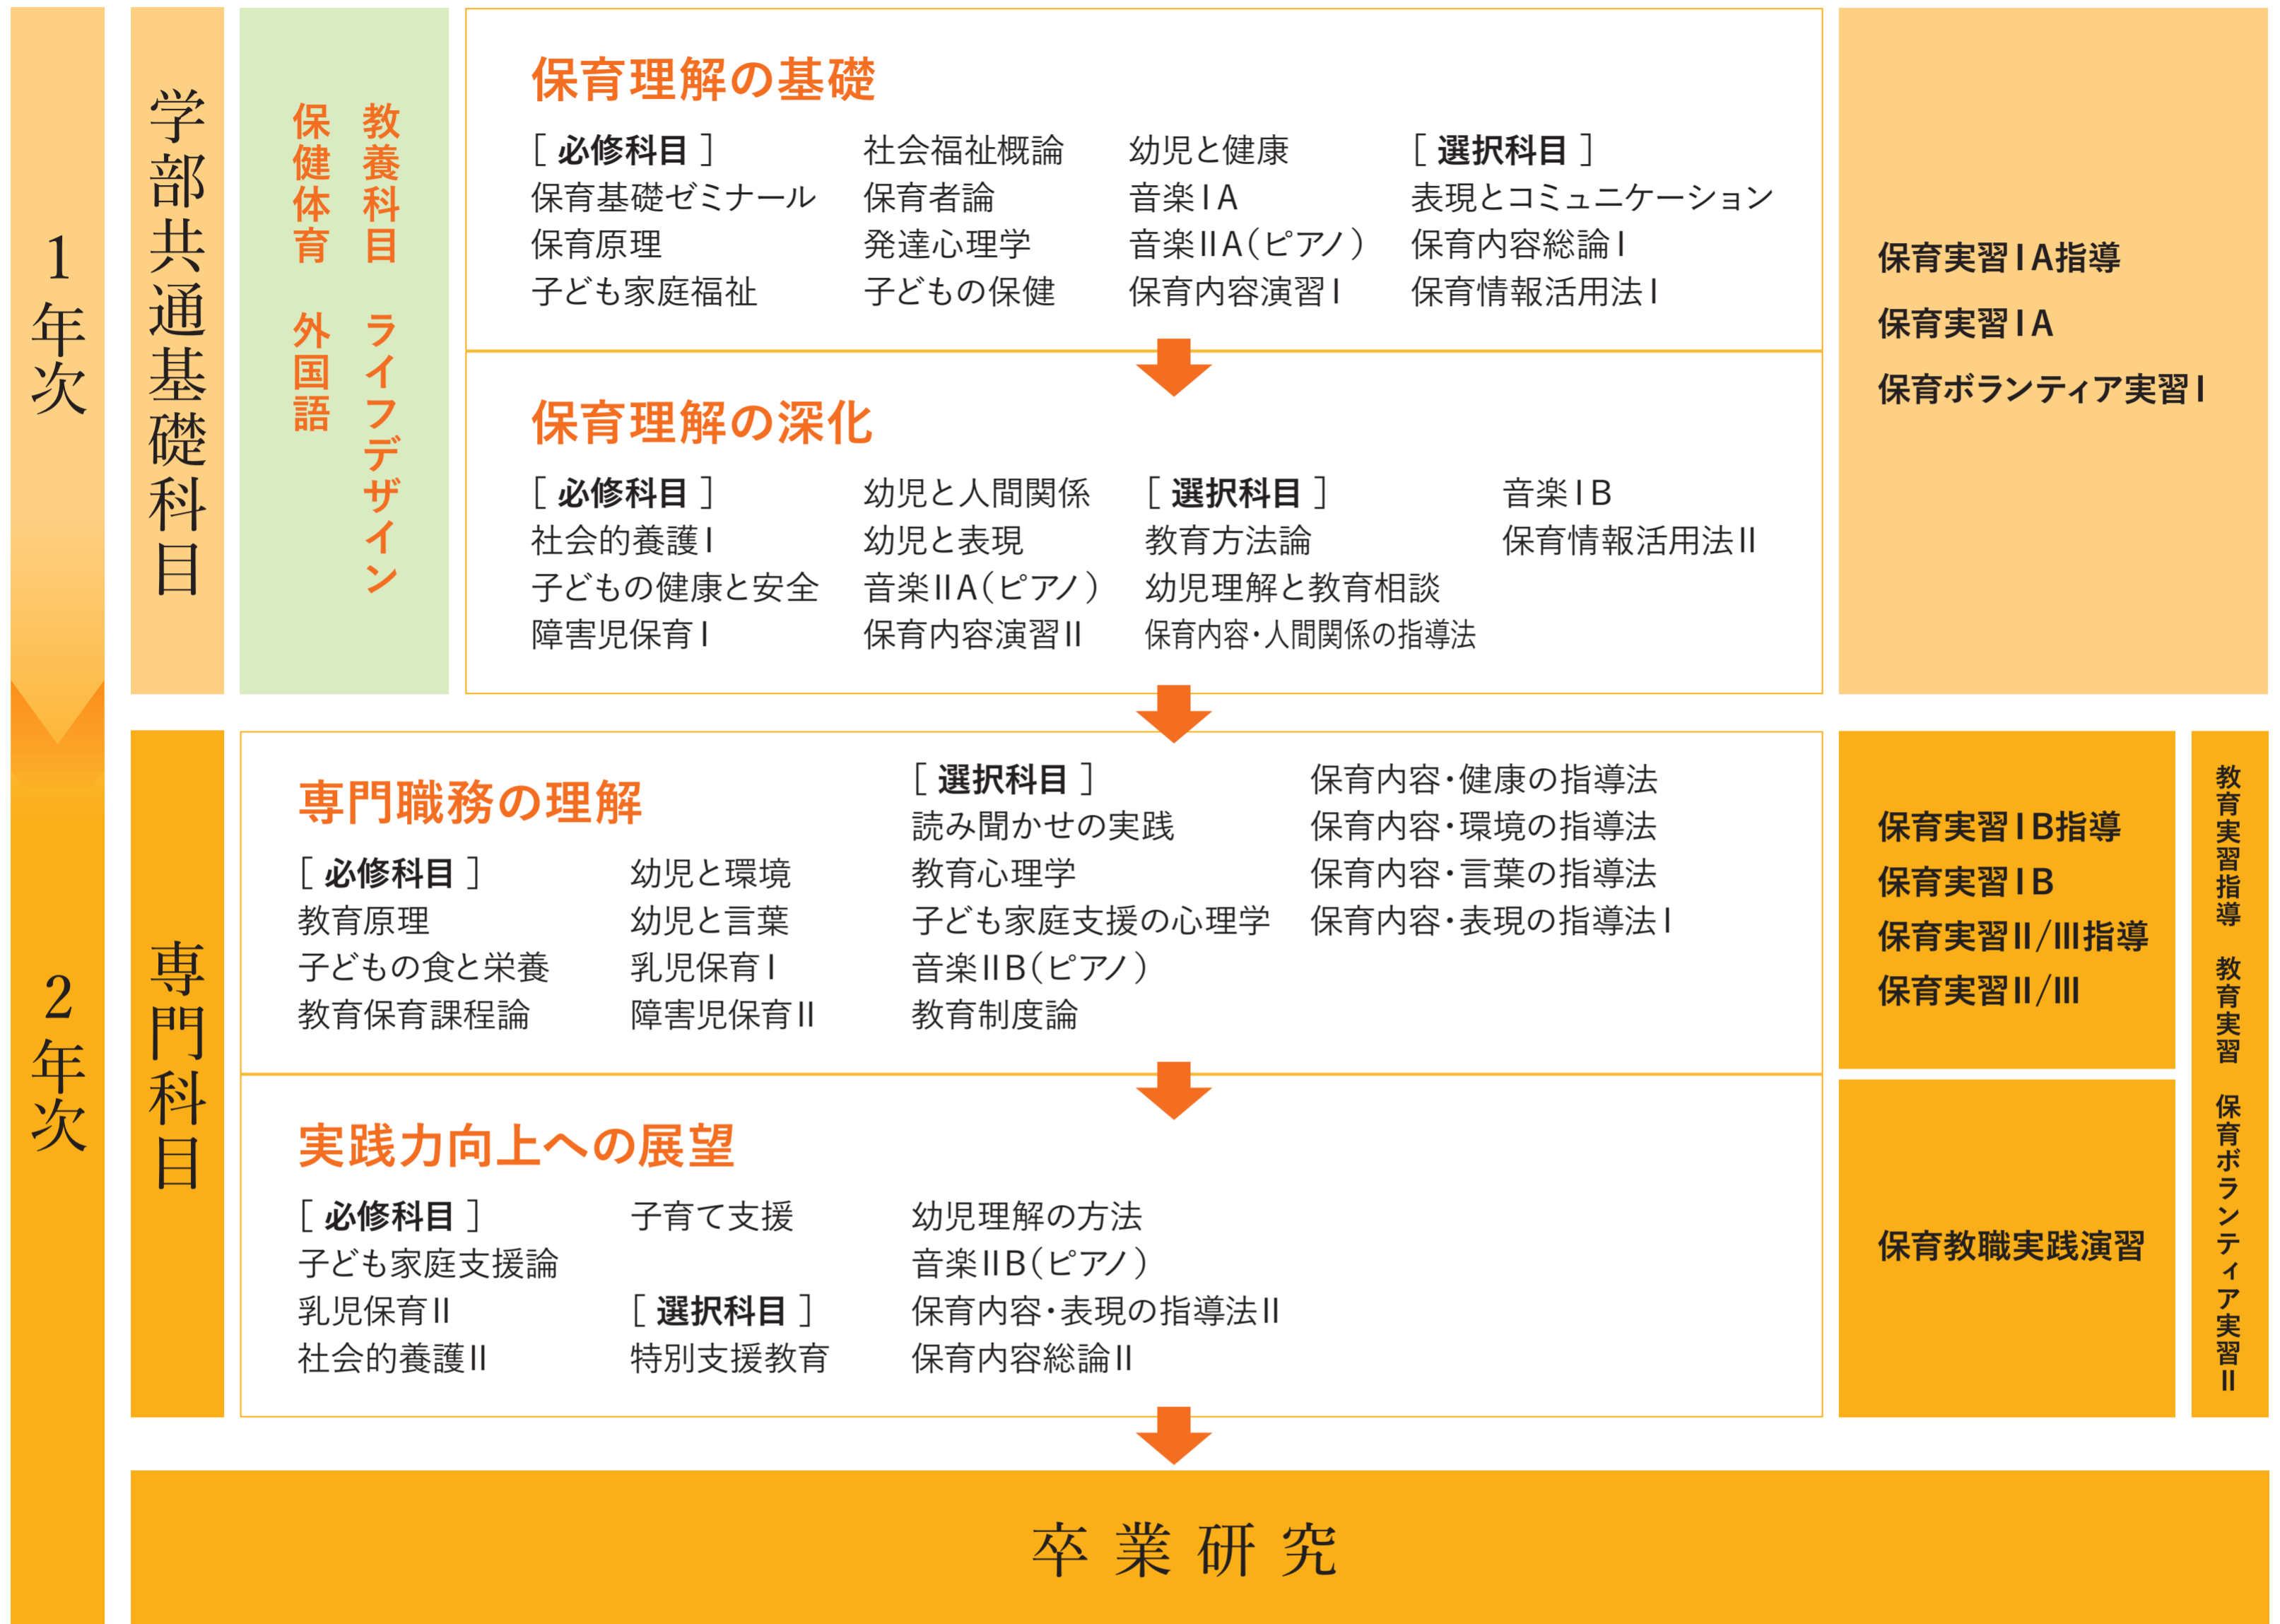 1年次
学部共通基礎科目
教養科目　ライフデザイン
保健体育　外国語
保育理解の基礎
［必修科目］
保育基礎ゼミナール
保育原理
子ども家庭福祉
社会福祉概論
保育者論
発達心理学
子どもの保健
幼児と健康
音楽ⅠA
音楽ⅡA（ピアノ）
保育内容演習Ⅰ
［選択科目］
表現とコミュニケーション
保育内容総論Ⅰ
保育情報活用法Ⅰ
保育理解の深化
［必修科目］
社会的養護Ⅰ
子どもの健康と安全
障害児保育Ⅰ
幼児と人間関係
幼児と表現
音楽ⅡA（ピアノ）
保育内容演習Ⅱ
［選択科目］
教育方法論
幼児理解と教育相談
保育内容・人間関係の指導法
音楽ⅠB
保育情報活用法Ⅱ
保育実習ⅠA指導
保育実習ⅠA
保育ボランティア実習Ⅰ
2年次
専門科目
専門職務の理解
［必修科目］
教育原理
子どもの食と栄養
教育保育課程論
幼児と環境
幼児と言葉
乳児保育Ⅰ
障害児保育Ⅱ
［選択科目］
読み聞かせの実践
教育心理学
子ども家庭支援の心理学
音楽ⅡB（ピアノ）
教育制度論
保育内容・健康の指導法
保育内容・環境の指導法
保育内容・言葉の指導法
保育内容・表現の指導法Ⅰ
実践力向上への展望
［必修科目］
子ども家庭支援論
乳児保育Ⅱ
社会的養護Ⅱ
子育て支援
［選択科目］
特別支援教育
幼児理解の方法
音楽ⅡB（ピアノ）
保育内容・表現の指導法Ⅱ
保育内容総論Ⅱ
保育実習ⅠB指導
保育実習ⅠB
保育実習Ⅱ/Ⅲ指導
保育実習Ⅱ/Ⅲ
保育教職実践演習
教育実習指導　教育実習　保育ボランティア実習Ⅱ
卒業研究